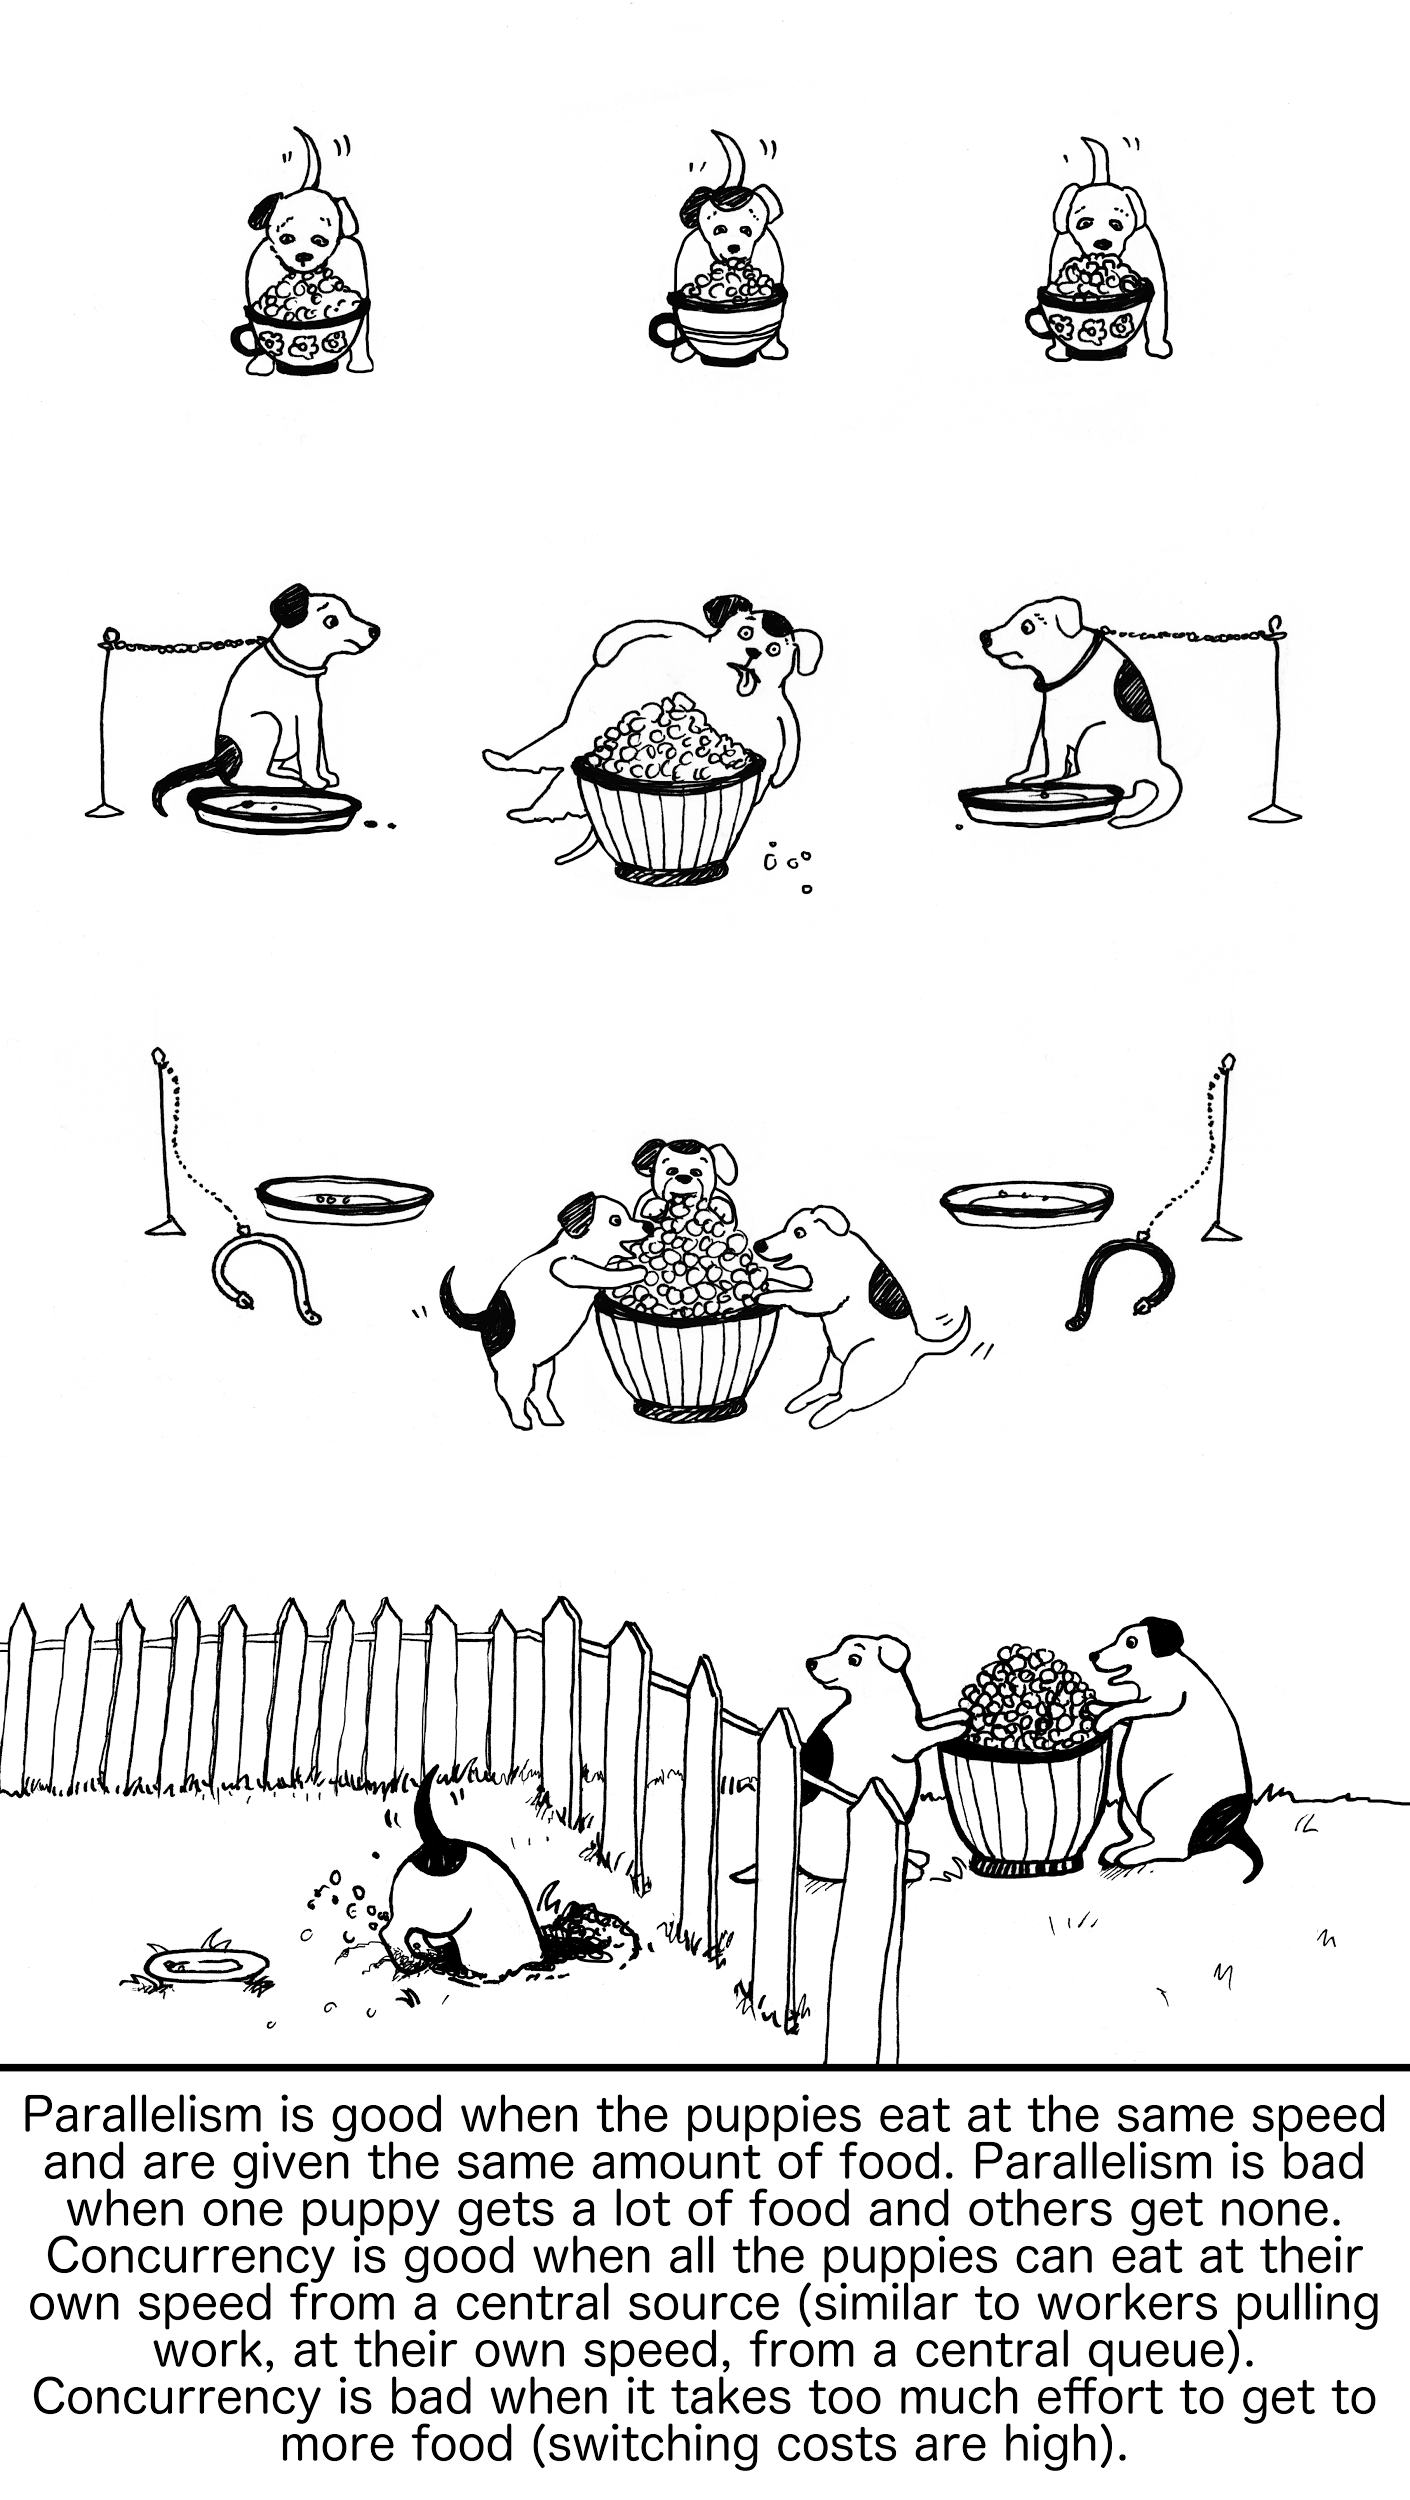 Parallelism is good when the puppies eat at the same speed
and are given the same amount of food. Parallelism is bad
when one puppy gets a lot of food and others get none.
Concurrency is good when all the puppies can eat at their
own speed from a central source (similar to workers pulling
work, at their own speed, from a central queue).
Concurrency is bad when it takes too much effort to get to
more food (switching costs are high).